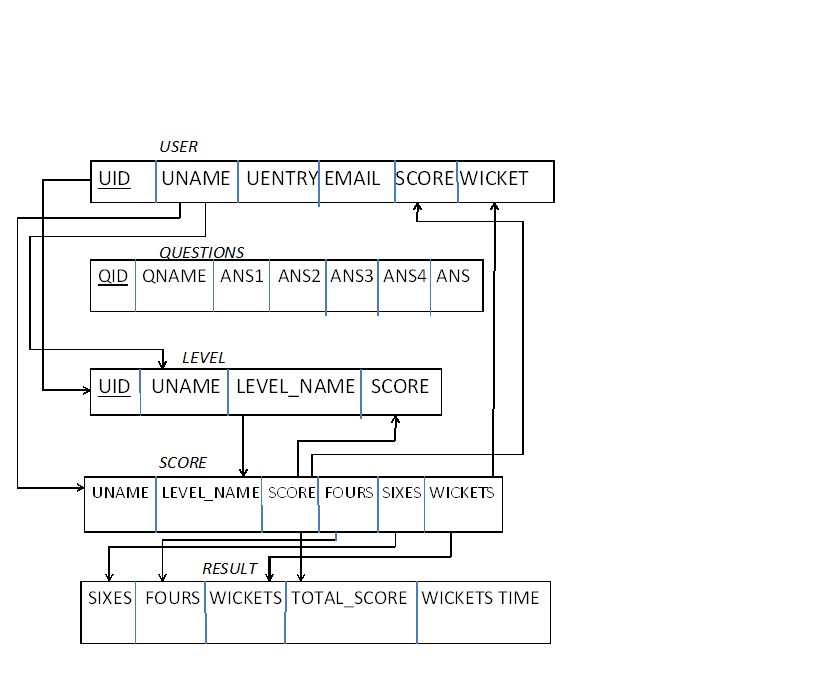 USER
UID UNAME UENTRY EMAIL SCORE WICKET
QUESTIONS
QID QNAME ANS1 ANS2 ANS3 ANS4 ANS
LEVEL
UID UNAME LEVEL_NAME SCORE
SCORE
UNAME LEVEL_NAME SCORE FOURS SIXES WICKETS
RESULT
SIXES FOURS WICKETS TOTAL_SCORE WICKETS TIME